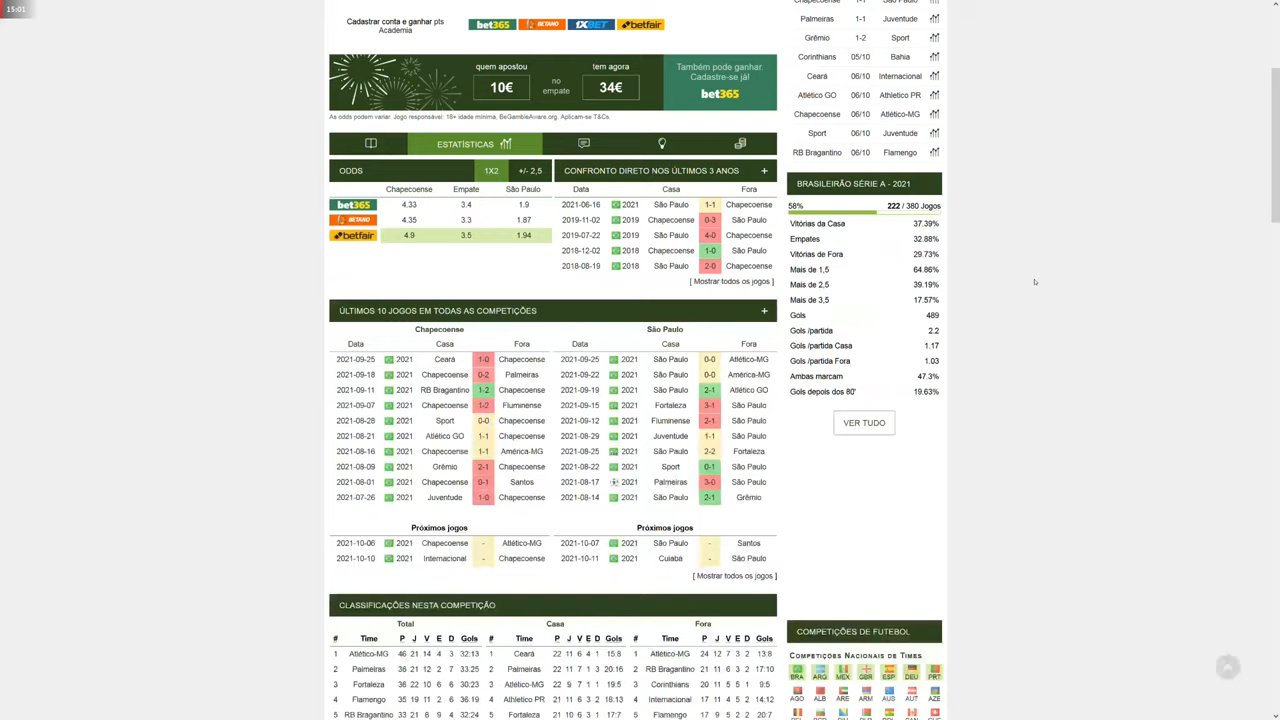 15:01
Cadastrar conta e ganhar pts
Academia
bet365 BETANO 1XBET betfair
quem apostou
10€
no
empate
tem agora
34€
Também pode ganhar.
Cadastre-se já!
bet365
As odds podem variar. Jogo responsável: 18+ idade mínima, BeGambleAware.org. Aplicam-se T&Cs.
ESTATÍSTICAS
ODDS 1X2 +/- 2,5
Chapecoense Empate São Paulo
bet365 4.33 3.4 1.9
BETANO 4.35 3.3 1.87
betfair 4.9 3.5 1.94
CONFRONTO DIRETO NOS ÚLTIMOS 3 ANOS +
Data Casa Fora
2021-06-16 2021 São Paulo 1-1 Chapecoense
2019-11-02 2019 Chapecoense 0-3 São Paulo
2019-07-22 2019 São Paulo 4-0 Chapecoense
2018-12-02 2018 Chapecoense 1-0 São Paulo
2018-08-19 2018 São Paulo 2-0 Chapecoense
[ Mostrar todos os jogos ]
ÚLTIMOS 10 JOGOS EM TODAS AS COMPETIÇÕES +
Chapecoense
Data Casa Fora
2021-09-25 2021 Ceará 1-0 Chapecoense
2021-09-18 2021 Chapecoense 0-2 Palmeiras
2021-09-11 2021 RB Bragantino 1-2 Chapecoense
2021-09-07 2021 Chapecoense 1-2 Fluminense
2021-08-28 2021 Sport 0-0 Chapecoense
2021-08-21 2021 Atlético GO 1-1 Chapecoense
2021-08-16 2021 Chapecoense 1-1 América-MG
2021-08-09 2021 Grêmio 2-1 Chapecoense
2021-08-01 2021 Chapecoense 0-1 Santos
2021-07-26 2021 Juventude 1-0 Chapecoense
Próximos jogos
2021-10-06 2021 Chapecoense - Atlético-MG
2021-10-10 2021 Internacional - Chapecoense
São Paulo
Data Casa Fora
2021-09-25 2021 São Paulo 0-0 Atlético-MG
2021-09-22 2021 São Paulo 0-0 América-MG
2021-09-19 2021 São Paulo 2-1 Atlético GO
2021-09-15 2021 Fortaleza 3-1 São Paulo
2021-09-12 2021 Fluminense 2-1 São Paulo
2021-08-29 2021 Juventude 1-1 São Paulo
2021-08-25 2021 São Paulo 2-2 Fortaleza
2021-08-22 2021 Sport 0-1 São Paulo
2021-08-17 2021 Palmeiras 3-0 São Paulo
2021-08-14 2021 São Paulo 2-1 Grêmio
Próximos jogos
2021-10-07 2021 São Paulo - Santos
2021-10-11 2021 Cuiabá - São Paulo
[ Mostrar todos os jogos ]
CLASSIFICAÇÕES NESTA COMPETIÇÃO
Total
# Time P J V E D Gols
1 Atlético-MG 46 21 14 4 3 32:13
2 Palmeiras 38 21 12 2 7 33:25
3 Fortaleza 36 22 10 6 6 30:23
4 Flamengo 35 19 11 2 6 36:19
5 RB Bragantino 33 21 8 9 4 32:24
Casa
# Time P J V E D Gols
1 Ceará 22 11 6 4 1 15:8
2 Palmeiras 22 11 7 1 3 20:16
3 Atlético-MG 22 9 7 1 1 19:5
4 Athletico PR 21 11 6 3 2 18:13
5 Fortaleza 21 10 6 3 1 17:7
Fora
# Time P J V E D Gols
1 Atlético-MG 24 12 7 3 2 13:8
2 RB Bragantino 21 11 6 3 2 17:10
3 Corinthians 20 11 5 5 1 9:5
4 Internacional 17 11 4 5 2 14:12
5 Flamengo 17 9 5 2 2 20:7
Palmeiras 1-1 Juventude
Grêmio 1-2 Sport
Corinthians 05/10 Bahia
Ceará 06/10 Internacional
Atlético GO 06/10 Athletico PR
Chapecoense 06/10 Atlético-MG
Sport 06/10 Juventude
RB Bragantino 06/10 Flamengo
BRASILEIRÃO SÉRIE A - 2021
58% 222 / 380 Jogos
Vitórias da Casa 37.39%
Empates 32.88%
Vitórias de Fora 29.73%
Mais de 1,5 64.86%
Mais de 2,5 39.19%
Mais de 3,5 17.57%
Gols 489
Gols /partida 2.2
Gols /partida Casa 1.17
Gols /partida Fora 1.03
Ambas marcam 47.3%
Gols depois dos 80' 19.63%
VER TUDO
COMPETIÇÕES DE FUTEBOL
COMPETIÇÕES NACIONAIS DE TIMES
BRA ARG MEX GBR ESP DEU PRT
AGO ALB ARE ARM AUS AUT AZE